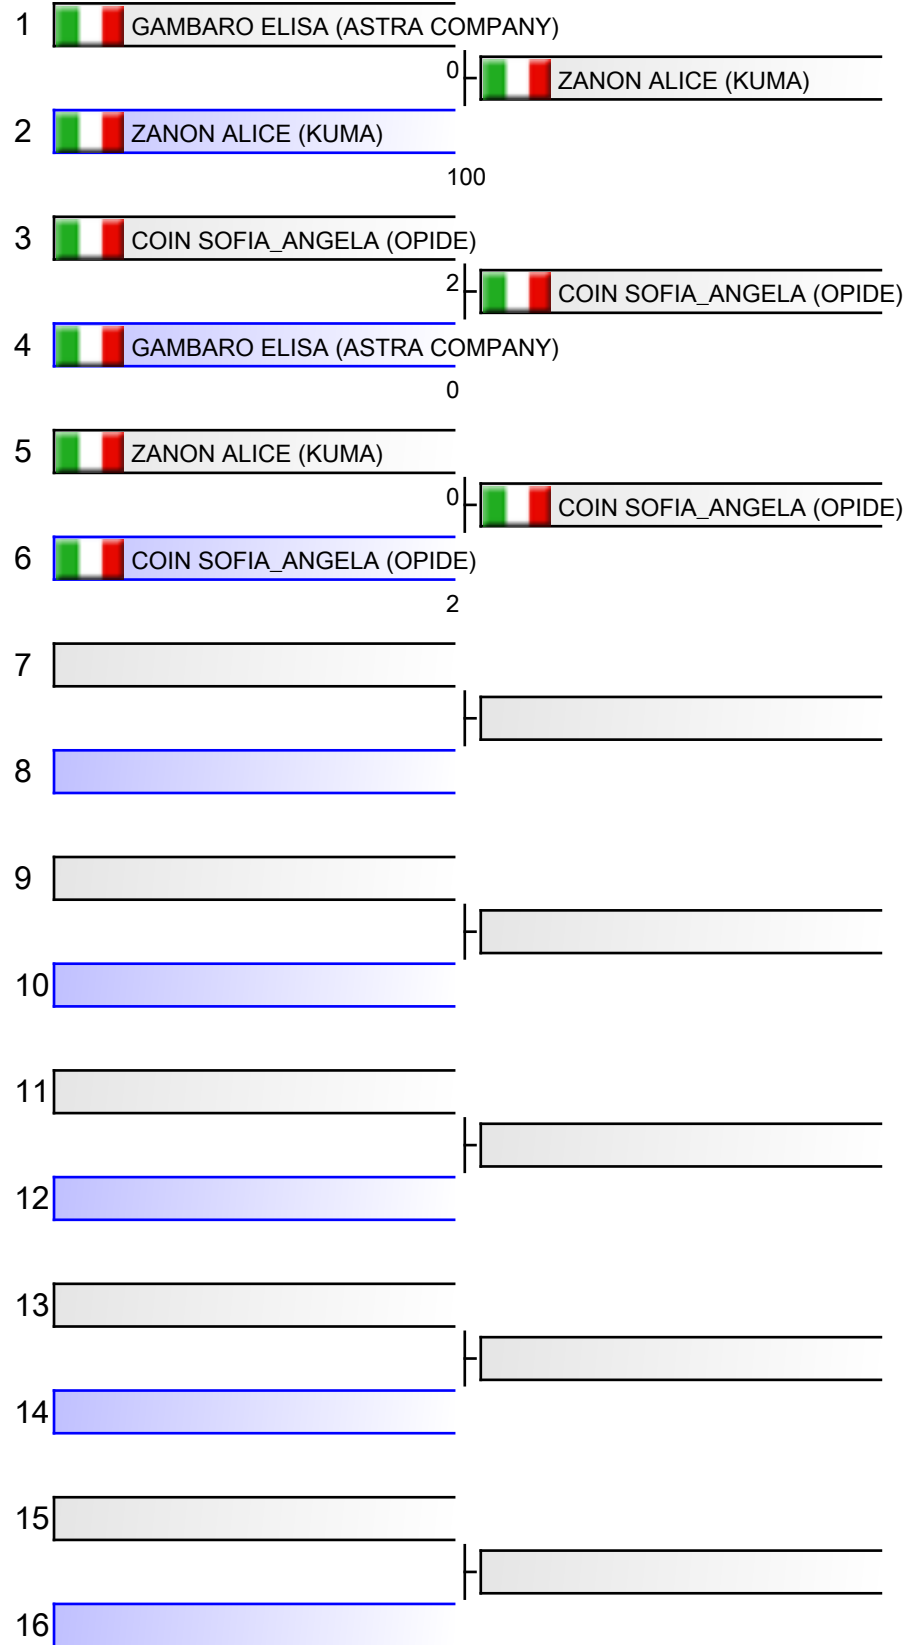 1 GAMBARO ELISA (ASTRA COMPANY)
0 ZANON ALICE (KUMA)
2 ZANON ALICE (KUMA)
100
3 COIN SOFIA_ANGELA (OPIDE)
2 COIN SOFIA_ANGELA (OPIDE)
4 GAMBARO ELISA (ASTRA COMPANY)
0
5 ZANON ALICE (KUMA)
0 COIN SOFIA_ANGELA (OPIDE)
6 COIN SOFIA_ANGELA (OPIDE)
2
7
8
9
10
11
12
13
14
15
16